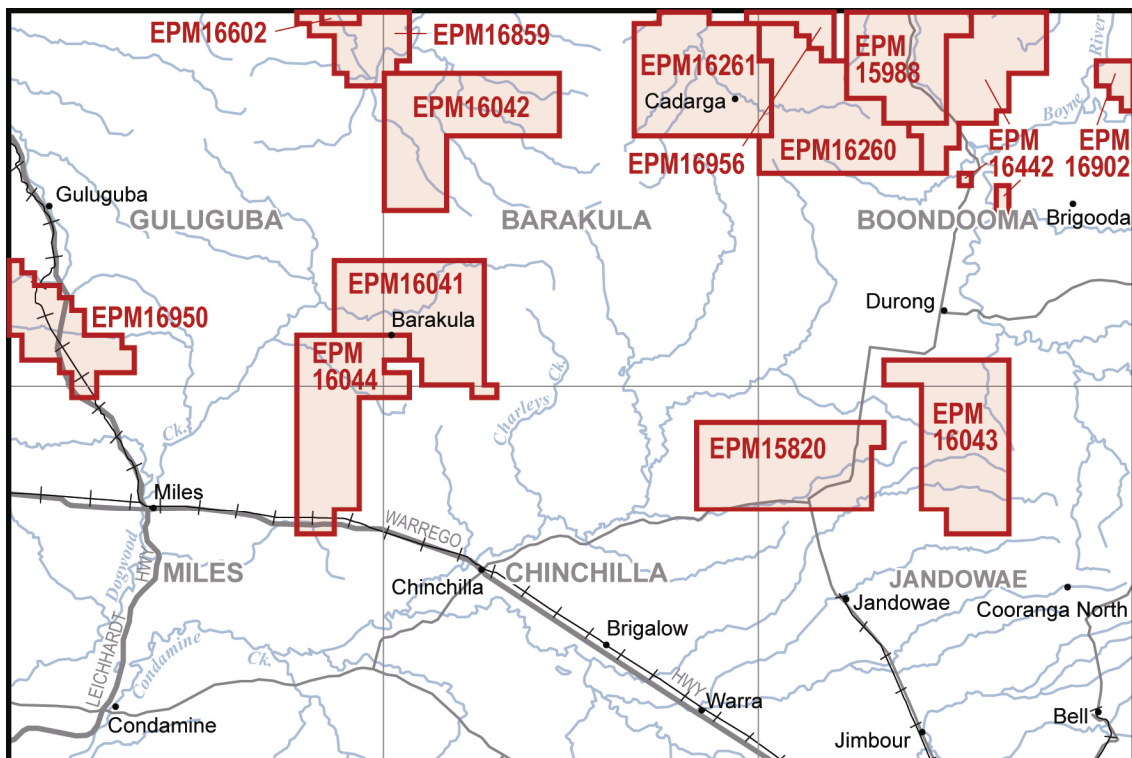 EPM16602
EPM16859
EPM16261
EPM
15988
River
Cadarga
EPM16042
Boyne
EPM16956
EPM16260
EPM
16442
EPM
16902
Guluguba
GULUGUBA
BARAKULA
BOONDOOMA
Brigooda
EPM16041
Durong
EPM16950
Barakula
EPM
16044
Ck.
Charleys
EPM
16043
EPM15820
Ck.
Miles
WARREGO
Dogwood
HWY
MILES
Chinchilla
CHINCHILLA
JANDOWAE
Jandowae
Cooranga North
LEICHHARDT
Brigalow
Condamine
Ck.
HWY
Warra
Condamine
Bell
Jimbour